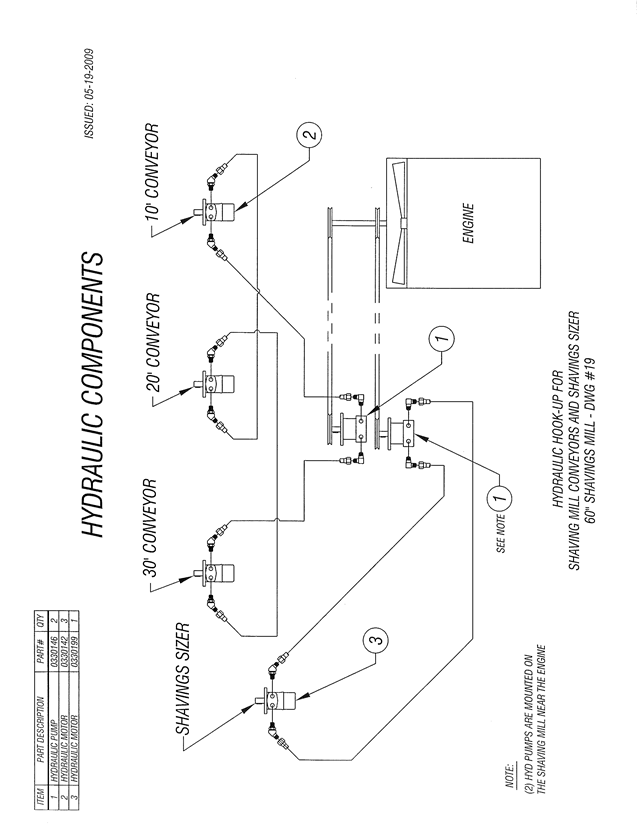 ITEM PART DESCRIPTION PART# QTY
1 HYDRAULIC PUMP 0330146 2
2 HYDRAULIC MOTOR 0330142 3
3 HYDRAULIC MOTOR 0330199 1
HYDRAULIC COMPONENTS
ISSUED: 05-19-2009
SHAVINGS SIZER
30' CONVEYOR
20' CONVEYOR
10' CONVEYOR
2
3
1
1
SEE NOTE
ENGINE
NOTE:
(2) HYD PUMPS ARE MOUNTED ON
THE SHAVING MILL NEAR THE ENGINE
HYDRAULIC HOOK-UP FOR
SHAVING MILL CONVEYORS AND SHAVINGS SIZER
60" SHAVINGS MILL - DWG #19